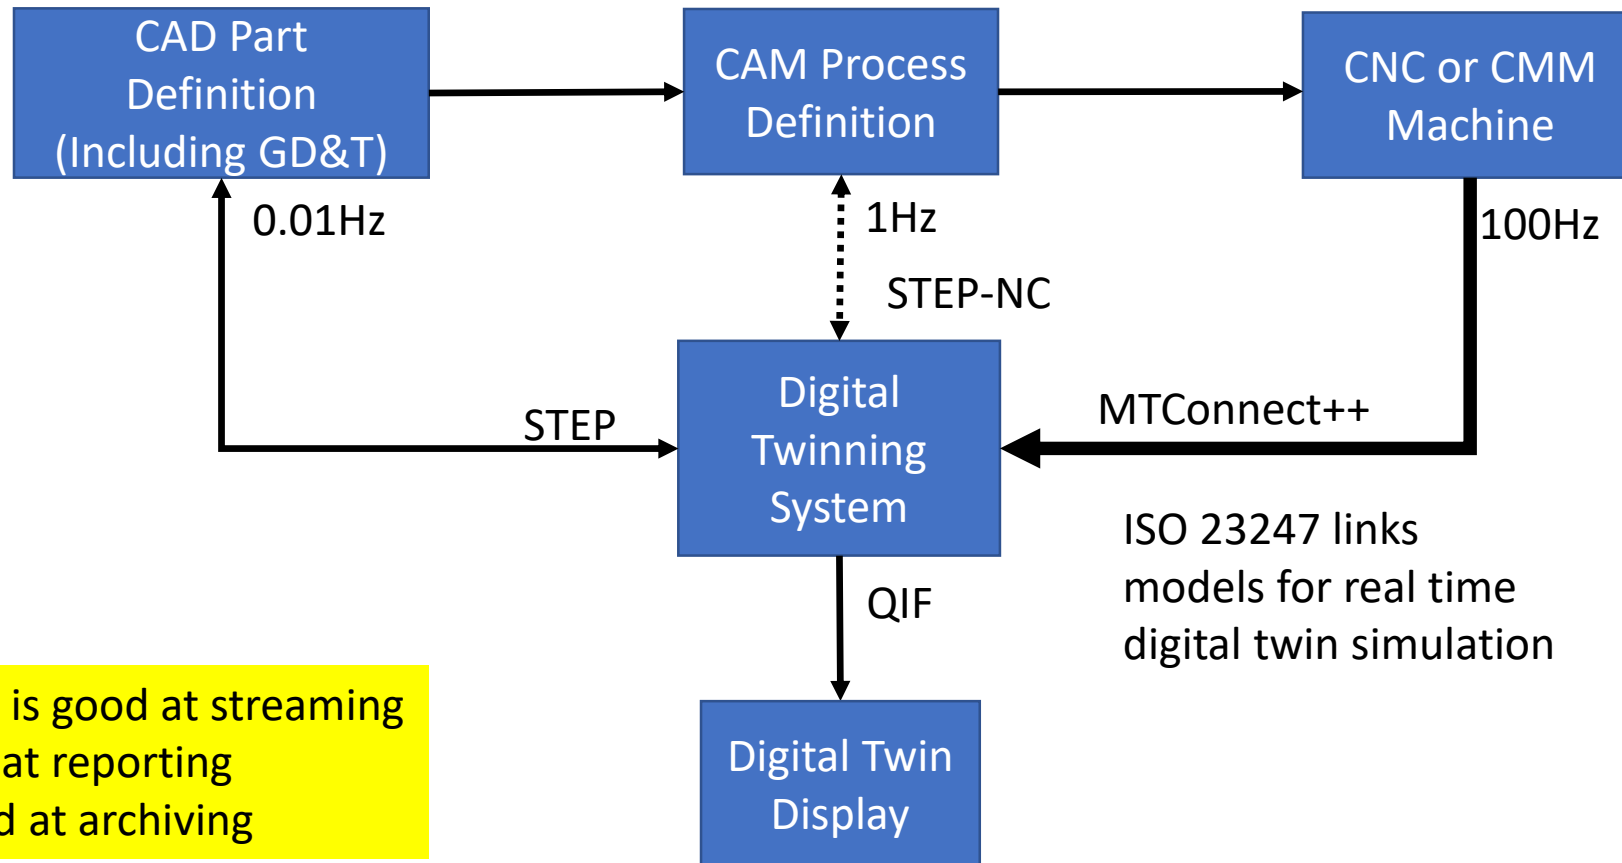 CAD Part
Definition
(Including GD&T)
CAM Process
Definition
CNC or CMM
Machine
0.01Hz
1Hz
100Hz
STEP-NC
STEP
Digital
Twinning
System
MTConnect++
ISO 23247 links
models for real time
digital twin simulation
QIF
is good at streaming
at reporting
at archiving
Digital Twin
Display